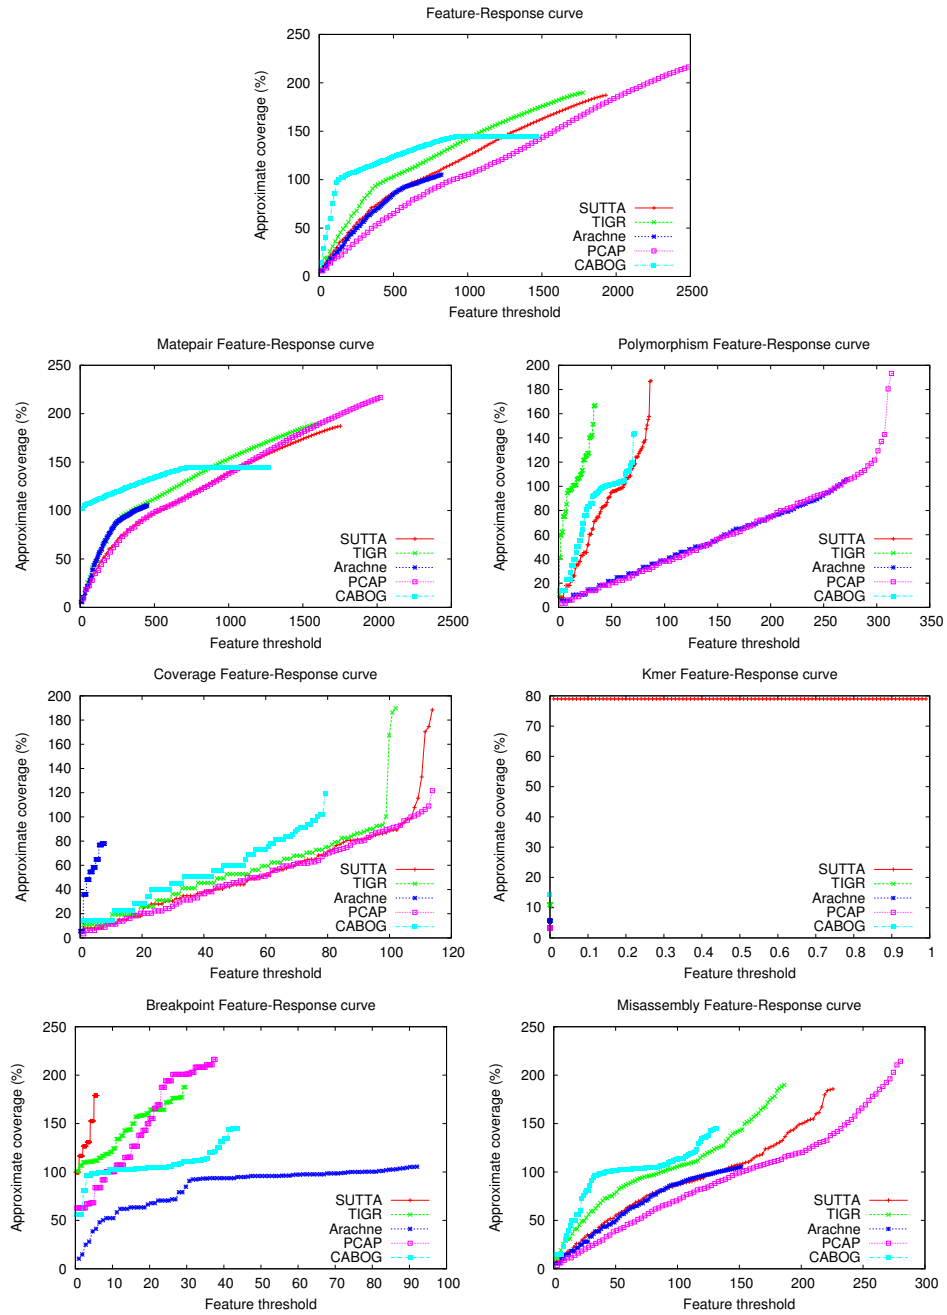 Feature-Response curve
Approximate coverage (%)
250
200
150
100
50
0
SUTTA
TIGR
Arachne
PCAP
CABOG
0 500 1000 1500 2000 2500
Feature threshold
Matepair Feature-Response curve
Approximate coverage (%)
250
200
150
100
50
0
SUTTA
TIGR
Arachne
PCAP
CABOG
0 500 1000 1500 2000 2500
Feature threshold
Polymorphism Feature-Response curve
Approximate coverage (%)
200
180
160
140
120
100
80
60
40
20
0
SUTTA
TIGR
Arachne
PCAP
CABOG
0 50 100 150 200 250 300 350
Feature threshold
Coverage Feature-Response curve
Approximate coverage (%)
200
180
160
140
120
100
80
60
40
20
0
SUTTA
TIGR
Arachne
PCAP
CABOG
0 20 40 60 80 100 120
Feature threshold
Kmer Feature-Response curve
Approximate coverage (%)
80
70
60
50
40
30
20
10
0
SUTTA
TIGR
Arachne
PCAP
CABOG
0 0.1 0.2 0.3 0.4 0.5 0.6 0.7 0.8 0.9 1
Feature threshold
Breakpoint Feature-Response curve
Approximate coverage (%)
250
200
150
100
50
0
SUTTA
TIGR
Arachne
PCAP
CABOG
0 10 20 30 40 50 60 70 80 90 100
Feature threshold
Misassembly Feature-Response curve
Approximate coverage (%)
250
200
150
100
50
0
SUTTA
TIGR
Arachne
PCAP
CABOG
0 50 100 150 200 250 300
Feature threshold